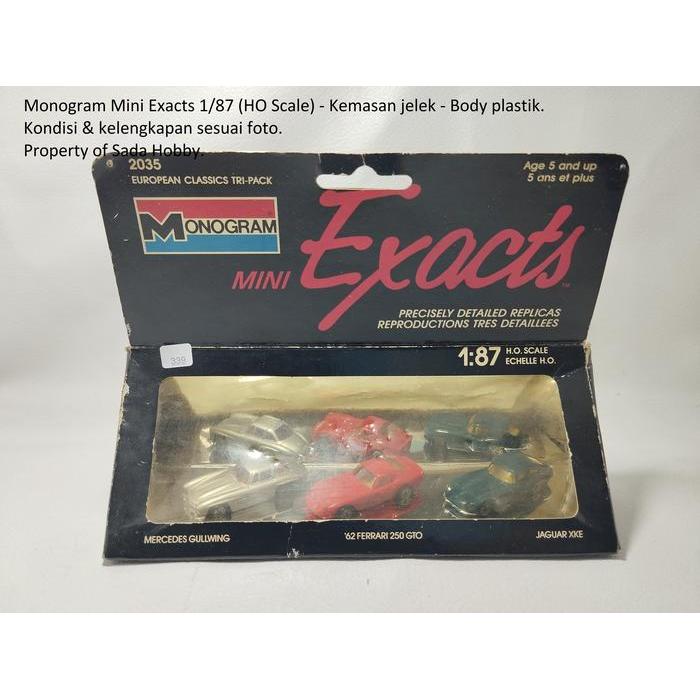 Monogram Mini Exacts 1/87 (HO Scale) - Kemasan jelek - Body plastik.
Kondisi & kelengkapan sesuai foto.
Property of Sada Hobby.
2035
EUROPEAN CLASSICS TRI-PACK
Age 5 and up
5 ans et plus
MONOGRAM
MINI Exacts™
PRECISELY DETAILED REPLICAS
REPRODUCTIONS TRES DETAILLEES
339
1:87 H.O. SCALE
ECHELLE H.O.
MERCEDES GULLWING
'62 FERRARI 250 GTO
JAGUAR XKE